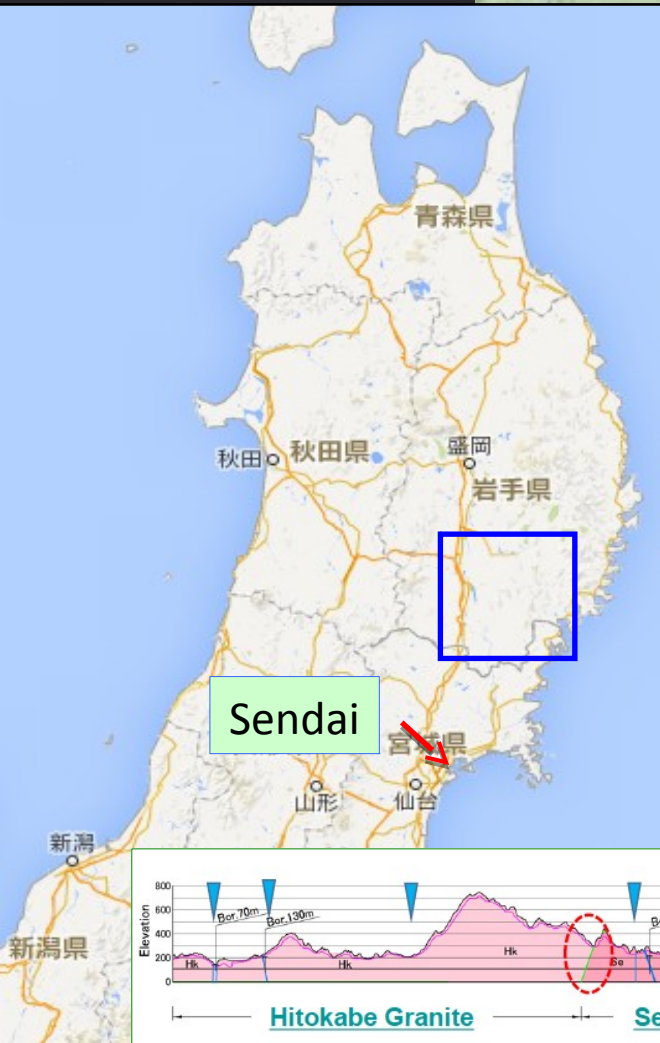 青森県
盛岡
秋田
秋田県
岩手県
Sendai
宮城県
山形
仙台
新潟
新潟県
800
600
400
200
0
Elevation
Bor.70m
Bor.130m
Hk
Hk
Hk
Se
Hitokabe Granite
Se